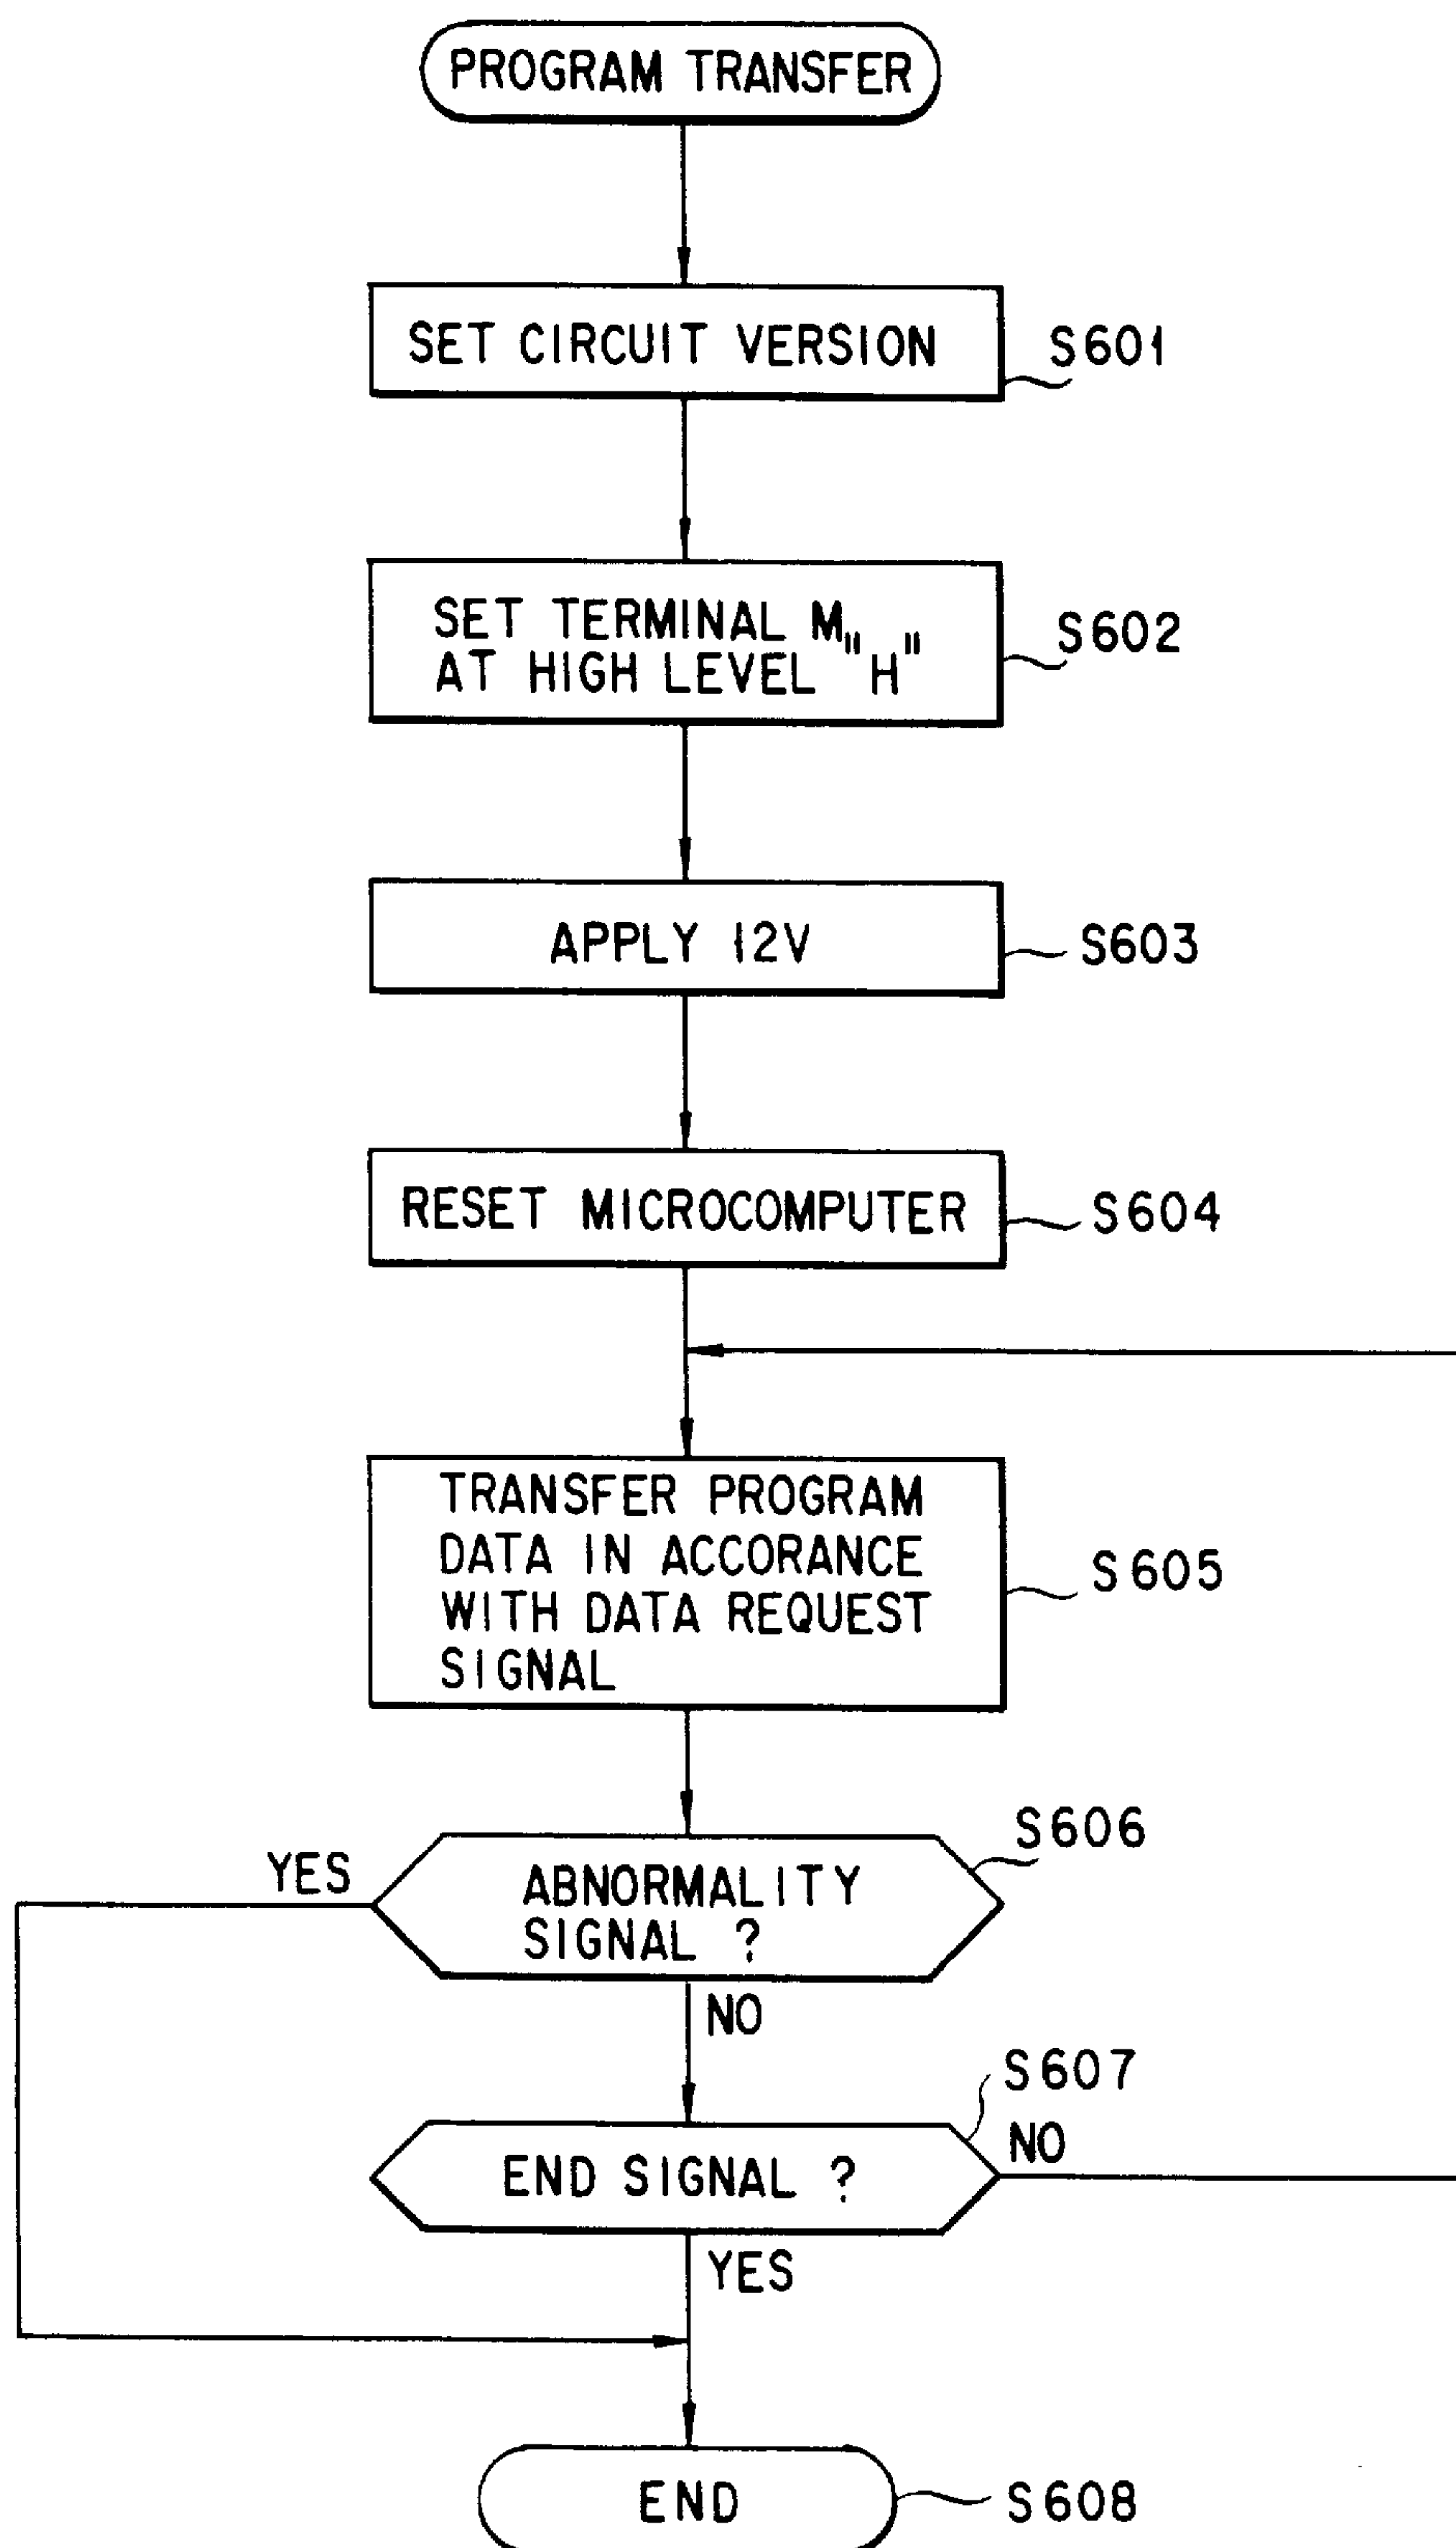 PROGRAM TRANSFER
SET CIRCUIT VERSION
S601
SET TERMINAL M
AT HIGH LEVEL "H"
S602
APPLY 12V
S603
RESET MICROCOMPUTER
S604
TRANSFER PROGRAM
DATA IN ACCORANCE
WITH DATA REQUEST
SIGNAL
S605
S606
YES
ABNORMALITY
SIGNAL ?
NO
S607
NO
END SIGNAL ?
YES
END
S608